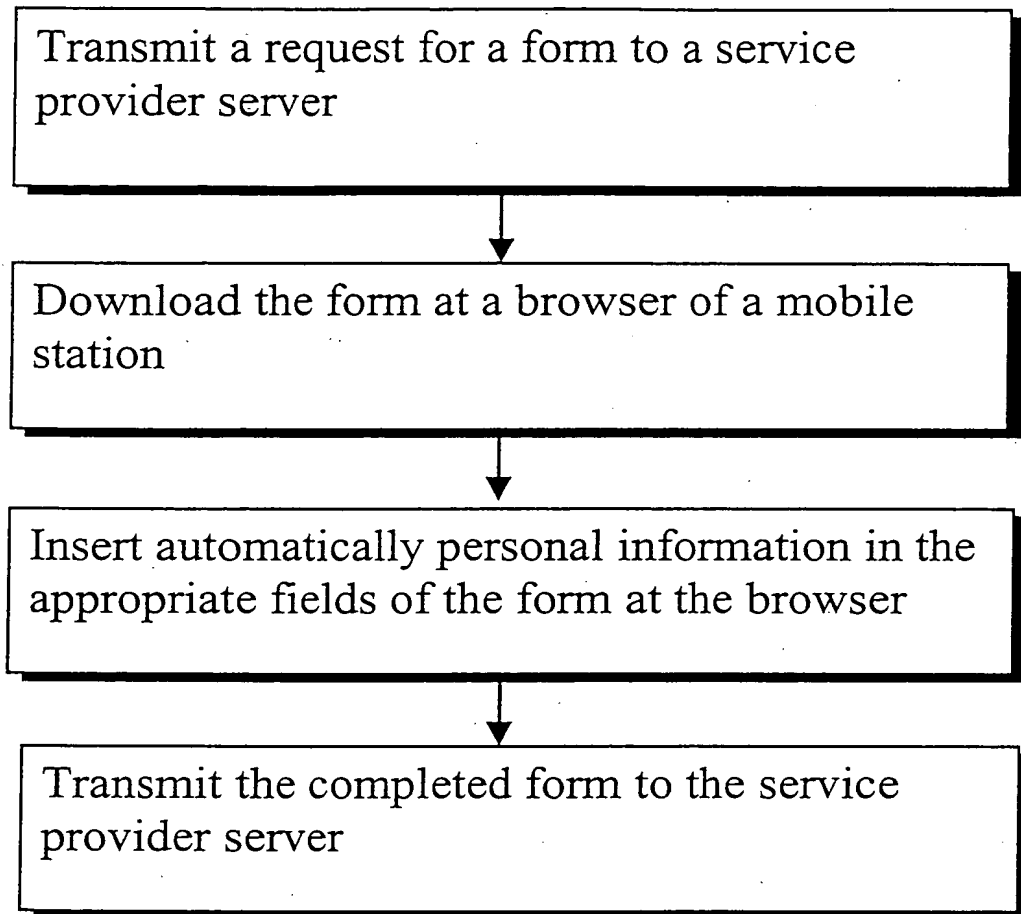 Transmit a request for a form to a service
provider server
Download the form at a browser of a mobile
station
Insert automatically personal information in the
appropriate fields of the form at the browser
Transmit the completed form to the service
provider server